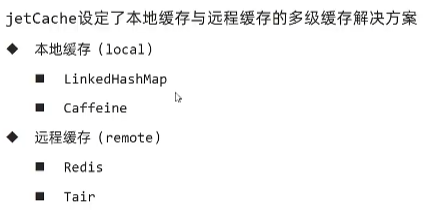 jetCache设定了本地缓存与远程缓存的多级缓存解决方案
◆ 本地缓存（local）
■ LinkedHashMap
■ Caffeine
◆ 远程缓存（remote）
■ Redis
■ Tair